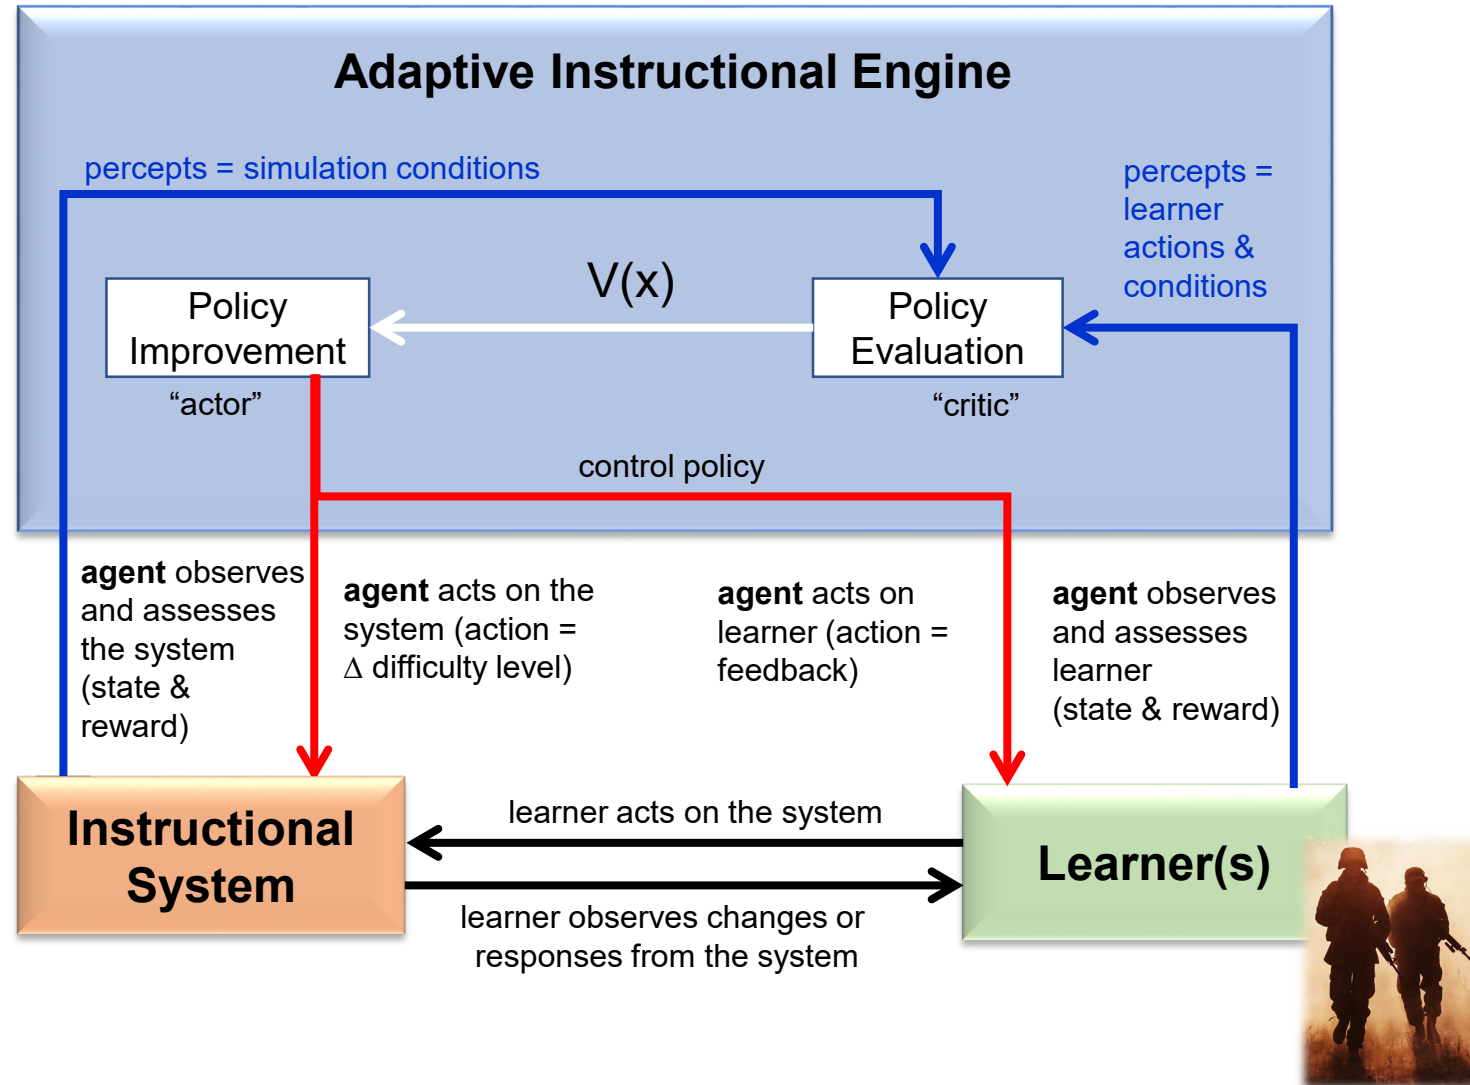 Adaptive Instructional Engine
percepts = simulation conditions
percepts =
learner
actions &
conditions
V(x)
Policy
Improvement
“actor”
Policy
Evaluation
“critic”
control policy
agent observes
and assesses
the system
(state &
reward)
agent acts on the
system (action =
Δ difficulty level)
agent acts on
learner (action =
feedback)
agent observes
and assesses
learner
(state & reward)
Instructional
System
learner acts on the system
learner observes changes or
responses from the system
Learner(s)